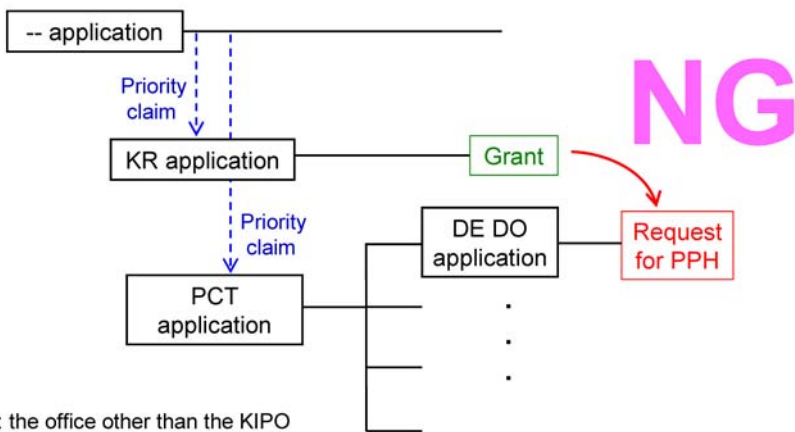 -- application
NG
Priority
claim
KR application
Grant
Priority
claim
DE DO
application
Request
for PPH
PCT
application
: the office other than the KIPO